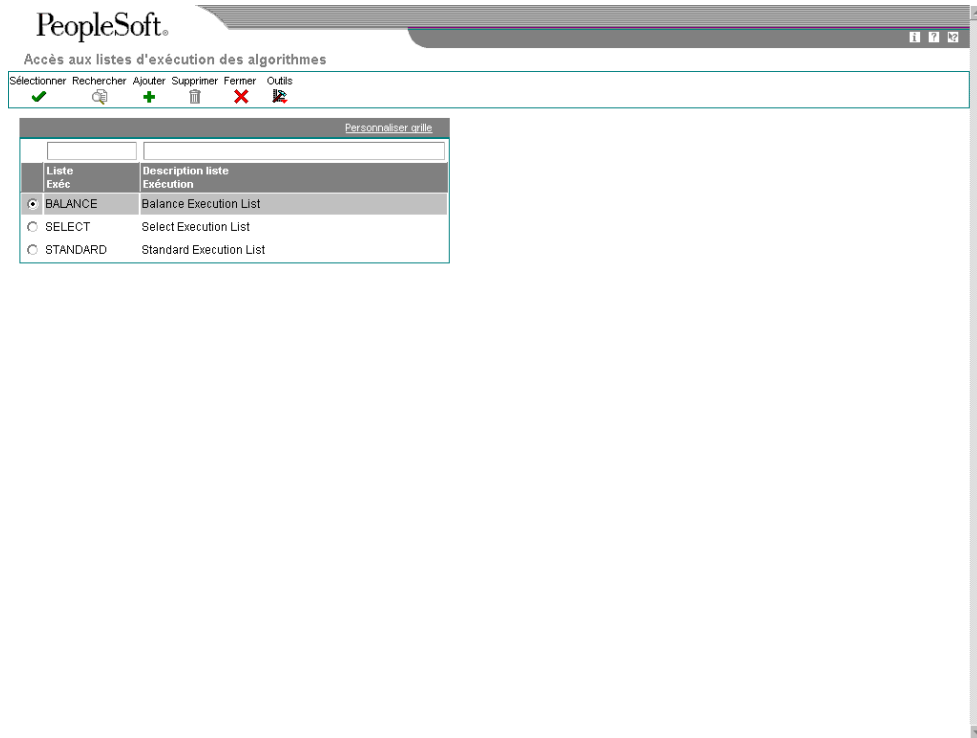 PeopleSoft®
Accès aux listes d'exécution des algorithmes
Sélectionner Rechercher Ajouter Supprimer Fermer Outils
Personnaliser grille
Liste Exéc Description liste Exécution
BALANCE Balance Execution List
SELECT Select Execution List
STANDARD Standard Execution List